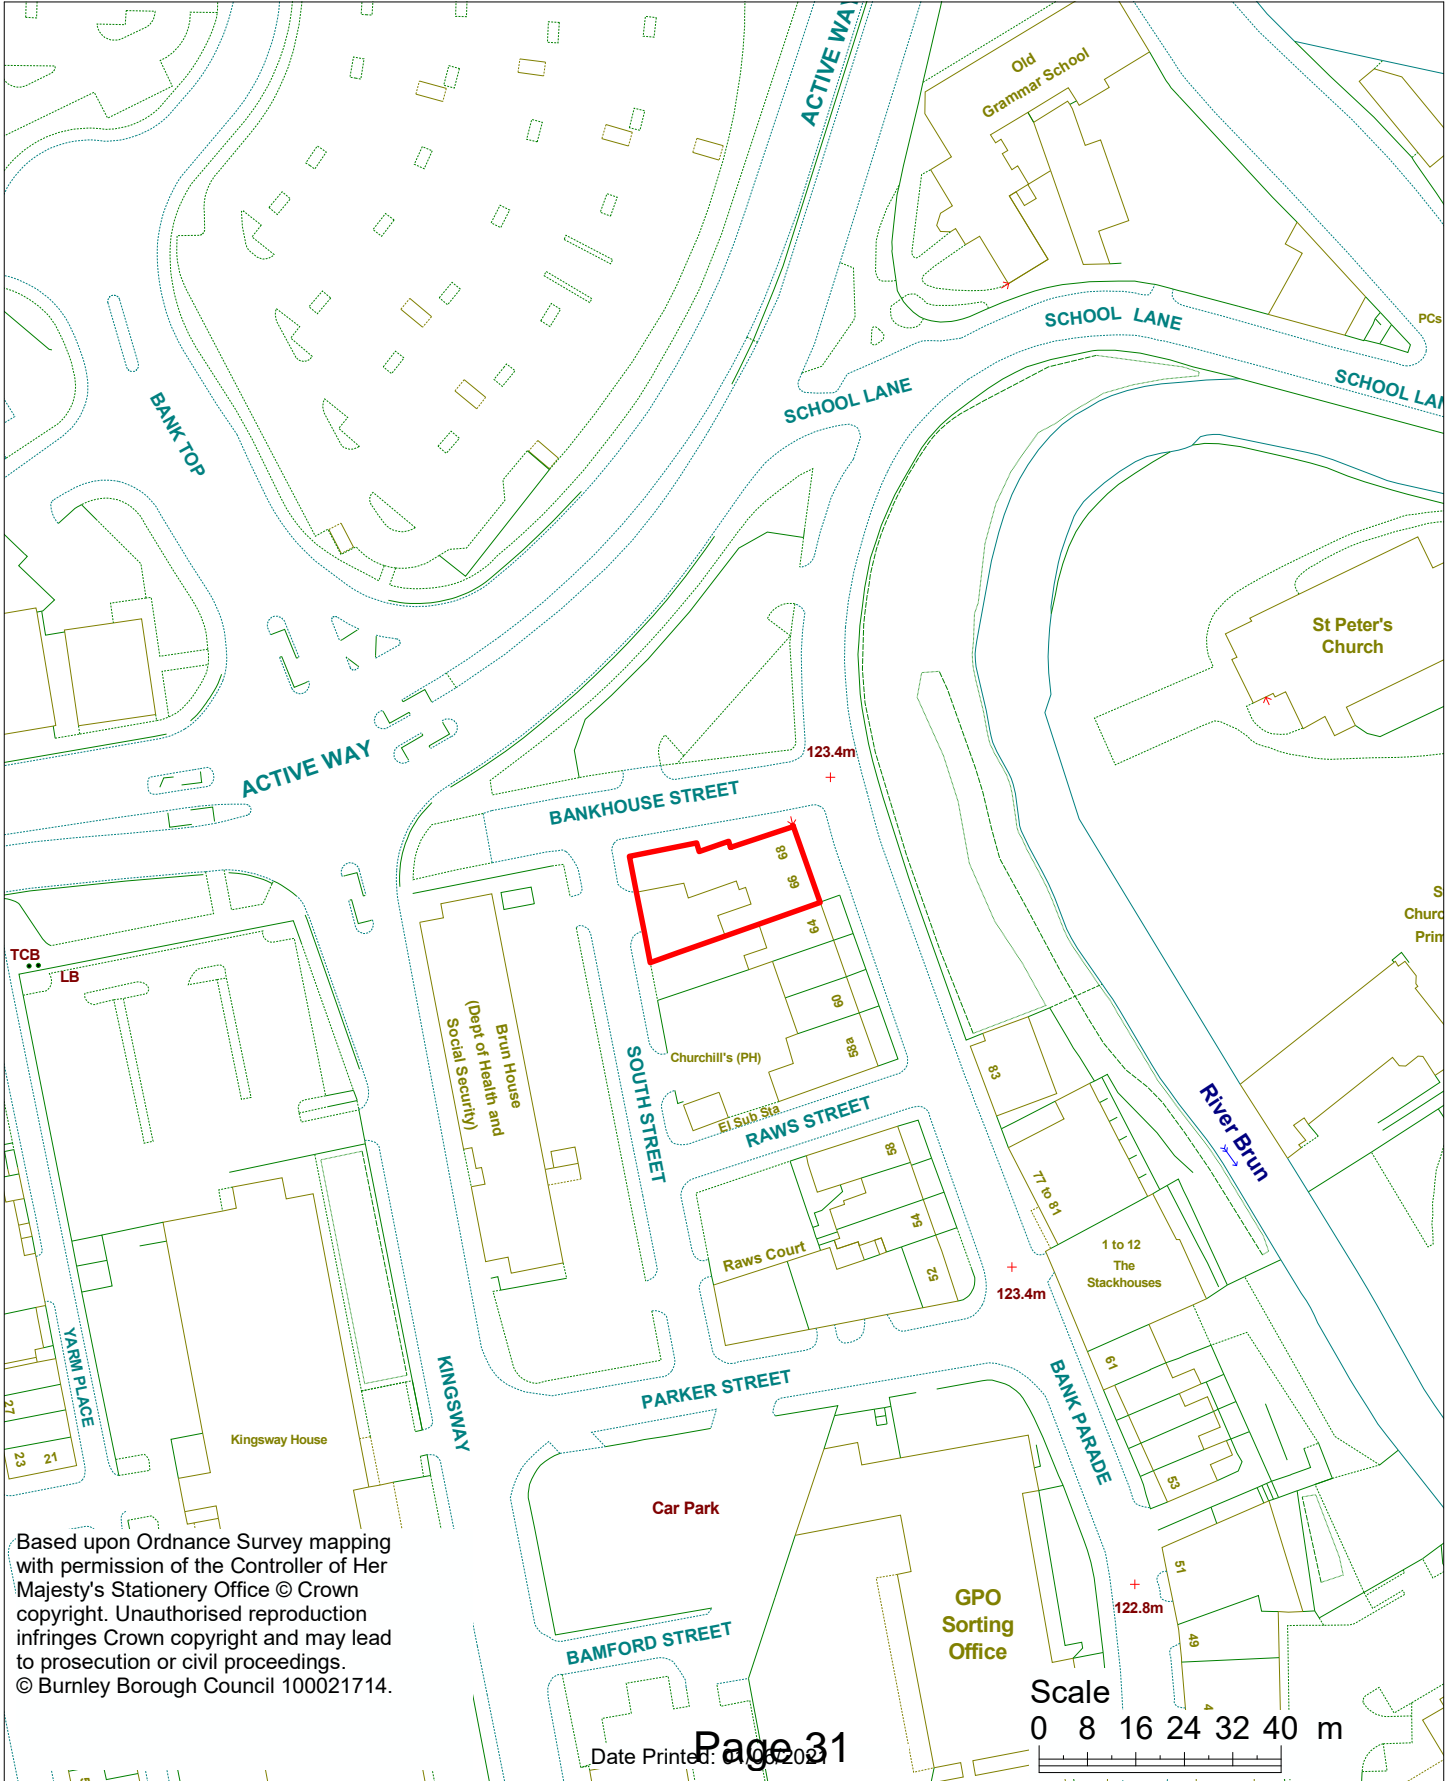 ACTIVE WAY
Old
Grammar School
PCs
SCHOOL LANE
SCHOOL LANE
SCHOOL LAN
BANK TOP
St Peter's
Church
ACTIVE WAY
123.4m
BANKHOUSE STREET
68
66
64
60
58a
TCB
LB
Churc
Prim
Brun House
(Dept of Health and
Social Security)
SOUTH STREET
Churchill's (PH)
El Sub Sta
RAWS STREET
83
River Brun
58
54
52
Raws Court
77 to 81
1 to 12
The
Stackhouses
123.4m
YARM PLACE
KINGSWAY
PARKER STREET
BANK PARADE
61
53
27
23
21
Kingsway House
Car Park
51
122.8m
49
GPO
Sorting
Office
BAMFORD STREET
Based upon Ordnance Survey mapping
with permission of the Controller of Her
Majesty's Stationery Office © Crown
copyright. Unauthorised reproduction
infringes Crown copyright and may lead
to prosecution or civil proceedings.
© Burnley Borough Council 100021714.
Scale
0 8 16 24 32 40 m
Page 31
Date Printed: